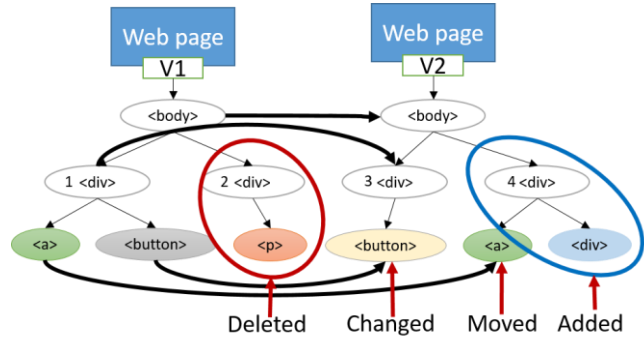 Web page
Web page
V1
V2
<body>
<body>
1 <div>
2 <div>
3 <div>
4 <div>
<a>
<button>
<p>
<button>
<a>
<div>
Deleted
Changed
Moved
Added